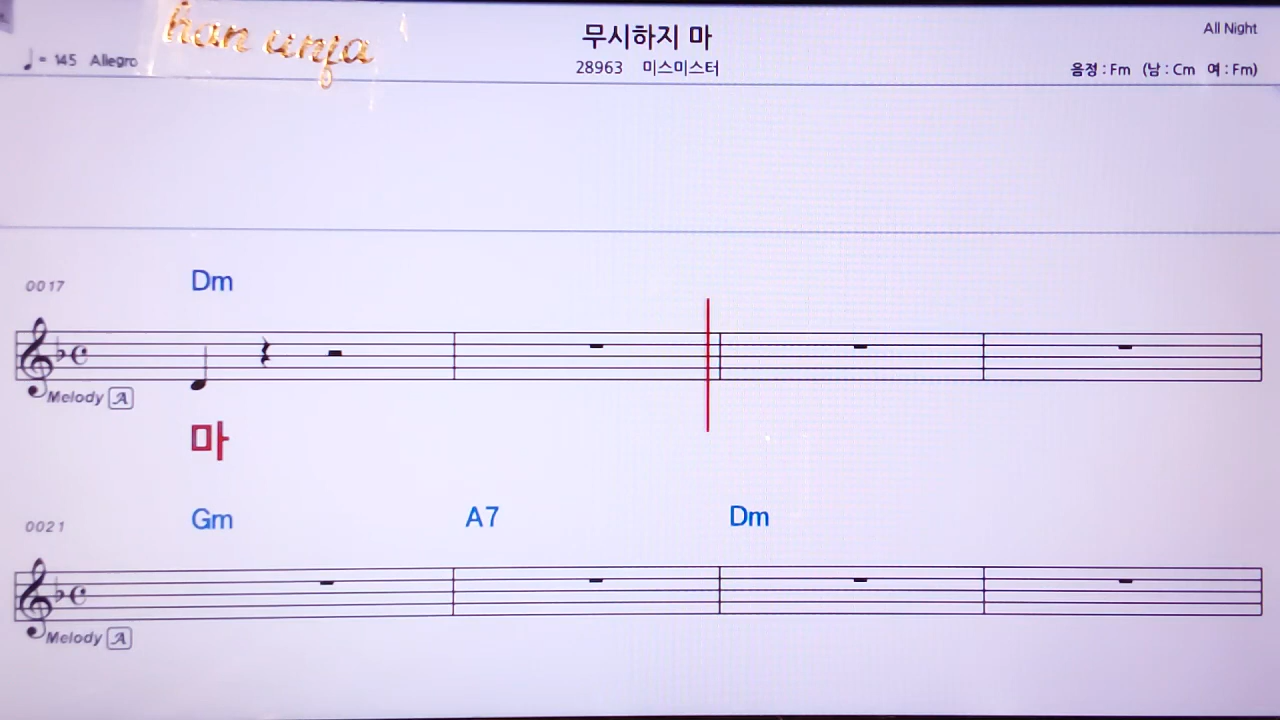 han unja
무시하지 마
All Night
♩ = 145 Allegro
28963 미스미스터
음정 : Fm (남 : Cm 여 : Fm)
0017
Dm
Melody A
마
0021
Gm A7 Dm
Melody A